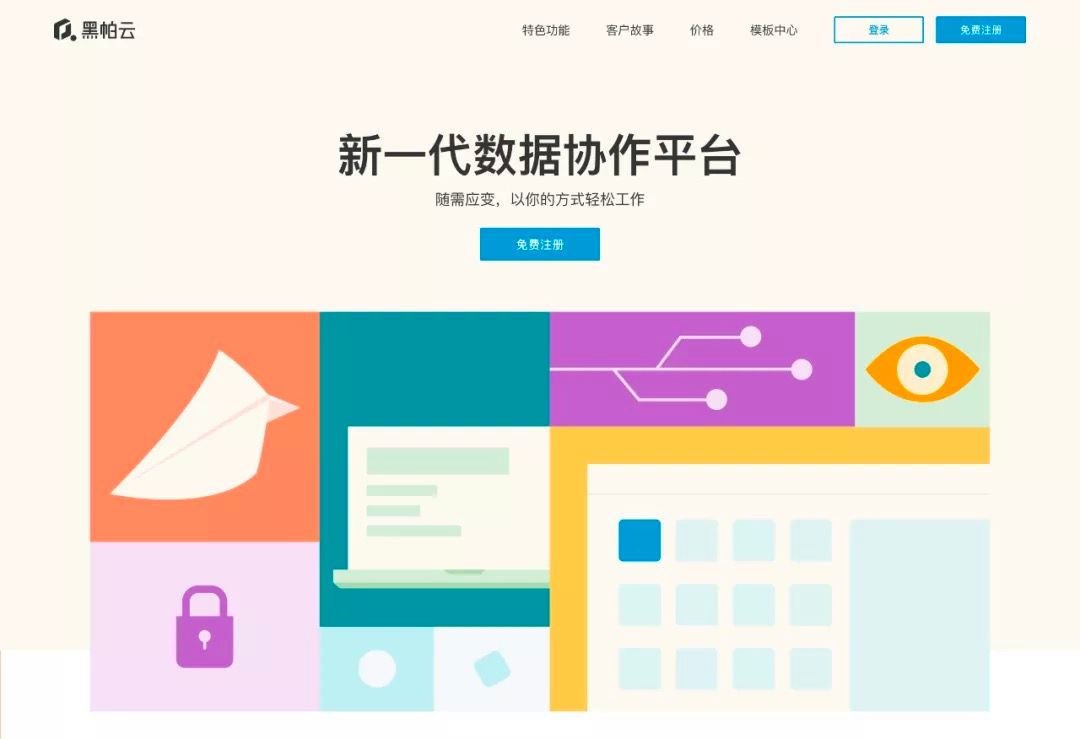 黑帕云
特色功能 客户故事 价格 模板中心 登录 免费注册
新一代数据协作平台
随需应变，以你的方式轻松工作
免费注册